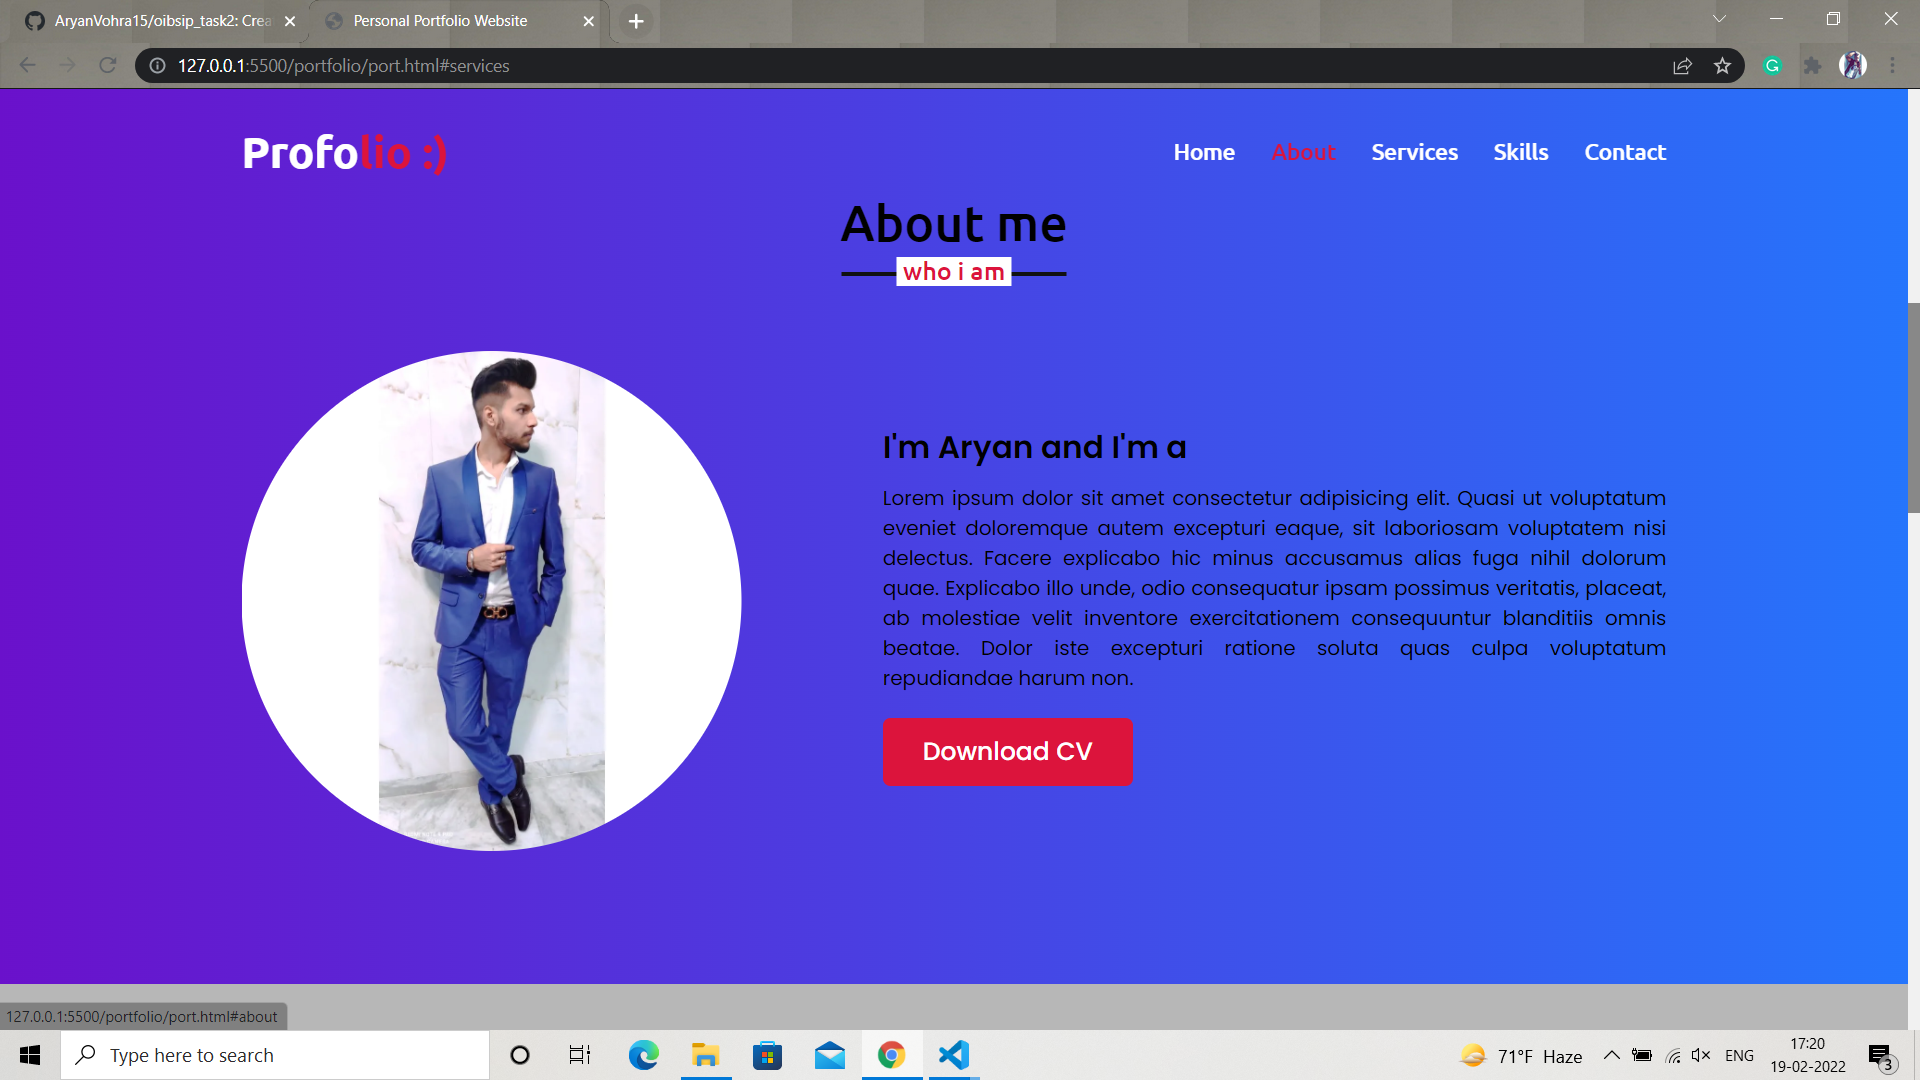 AryanVohra15/oibsip_task2: Crea
Personal Portfolio Website
127.0.0.1:5500/portfolio/port.html#services
Profolio :)
Home About Services Skills Contact
About me
who i am
I'm Aryan and I'm a
Lorem ipsum dolor sit amet consectetur adipisicing elit. Quasi ut voluptatum
eveniet doloremque autem excepturi eaque, sit laboriosam voluptatem nisi
delectus. Facere explicabo hic minus accusamus alias fuga nihil dolorum
quae. Explicabo illo unde, odio consequatur ipsam possimus veritatis, placeat,
ab molestiae velit inventore exercitationem consequuntur blanditiis omnis
beatae. Dolor iste excepturi ratione soluta quas culpa voluptatum
repudiandae harum non.
Download CV
127.0.0.1:5500/portfolio/port.html#about
Type here to search
71°F Haze
ENG
17:20
19-02-2022
3